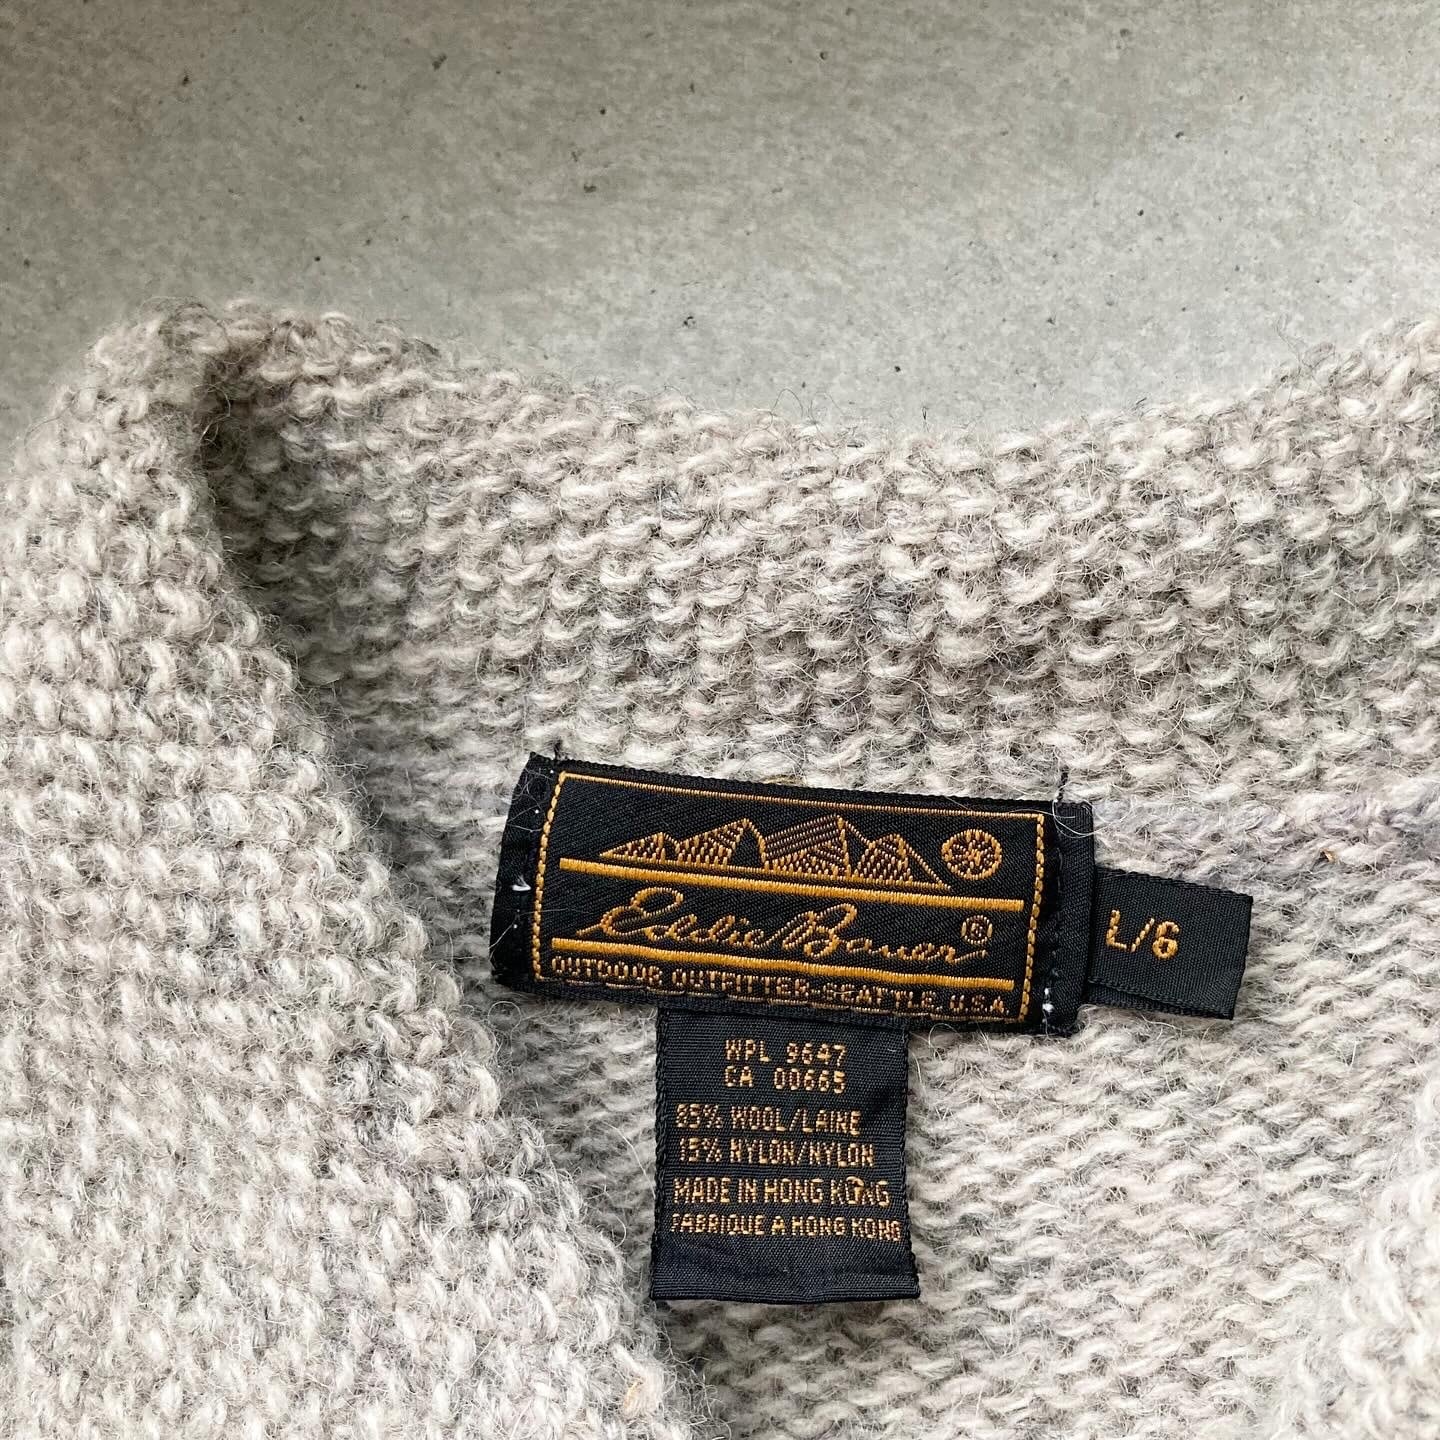 Eddie Bauer®
OUTDOOR OUTFITTER SEATTLE U.S.A.
L/G
WPL 9647
CA 00665
85% WOOL/LAINE
15% NYLON/NYLON
MADE IN HONG KONG
FABRIQUE A HONG KONG